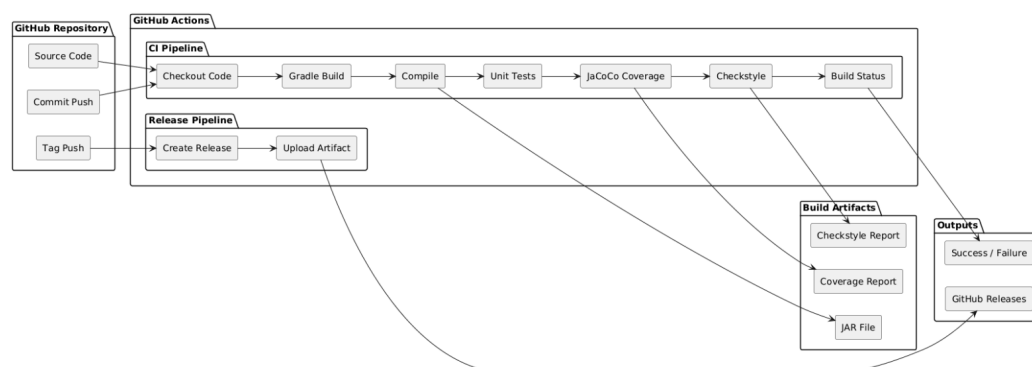 GitHub Repository
Source Code
Commit Push
Tag Push
GitHub Actions
CI Pipeline
Checkout Code
Gradle Build
Compile
Unit Tests
JaCoCo Coverage
Checkstyle
Build Status
Release Pipeline
Create Release
Upload Artifact
Build Artifacts
Checkstyle Report
Coverage Report
JAR File
Outputs
Success / Failure
GitHub Releases